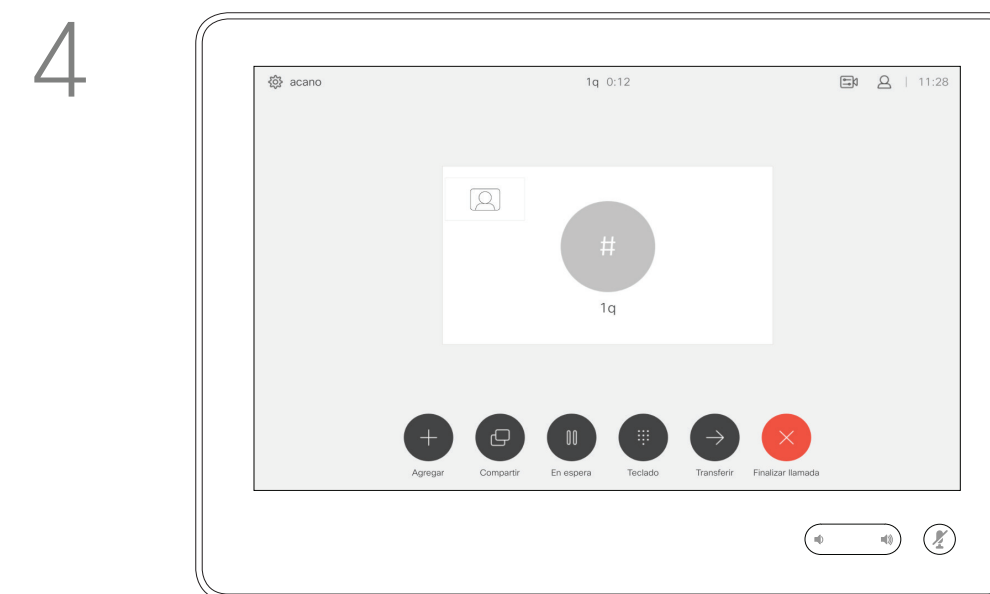 4
acano 1q 0:12 11:28
#
1q
Agregar Compartir En espera Teclado Transferir Finalizar llamada